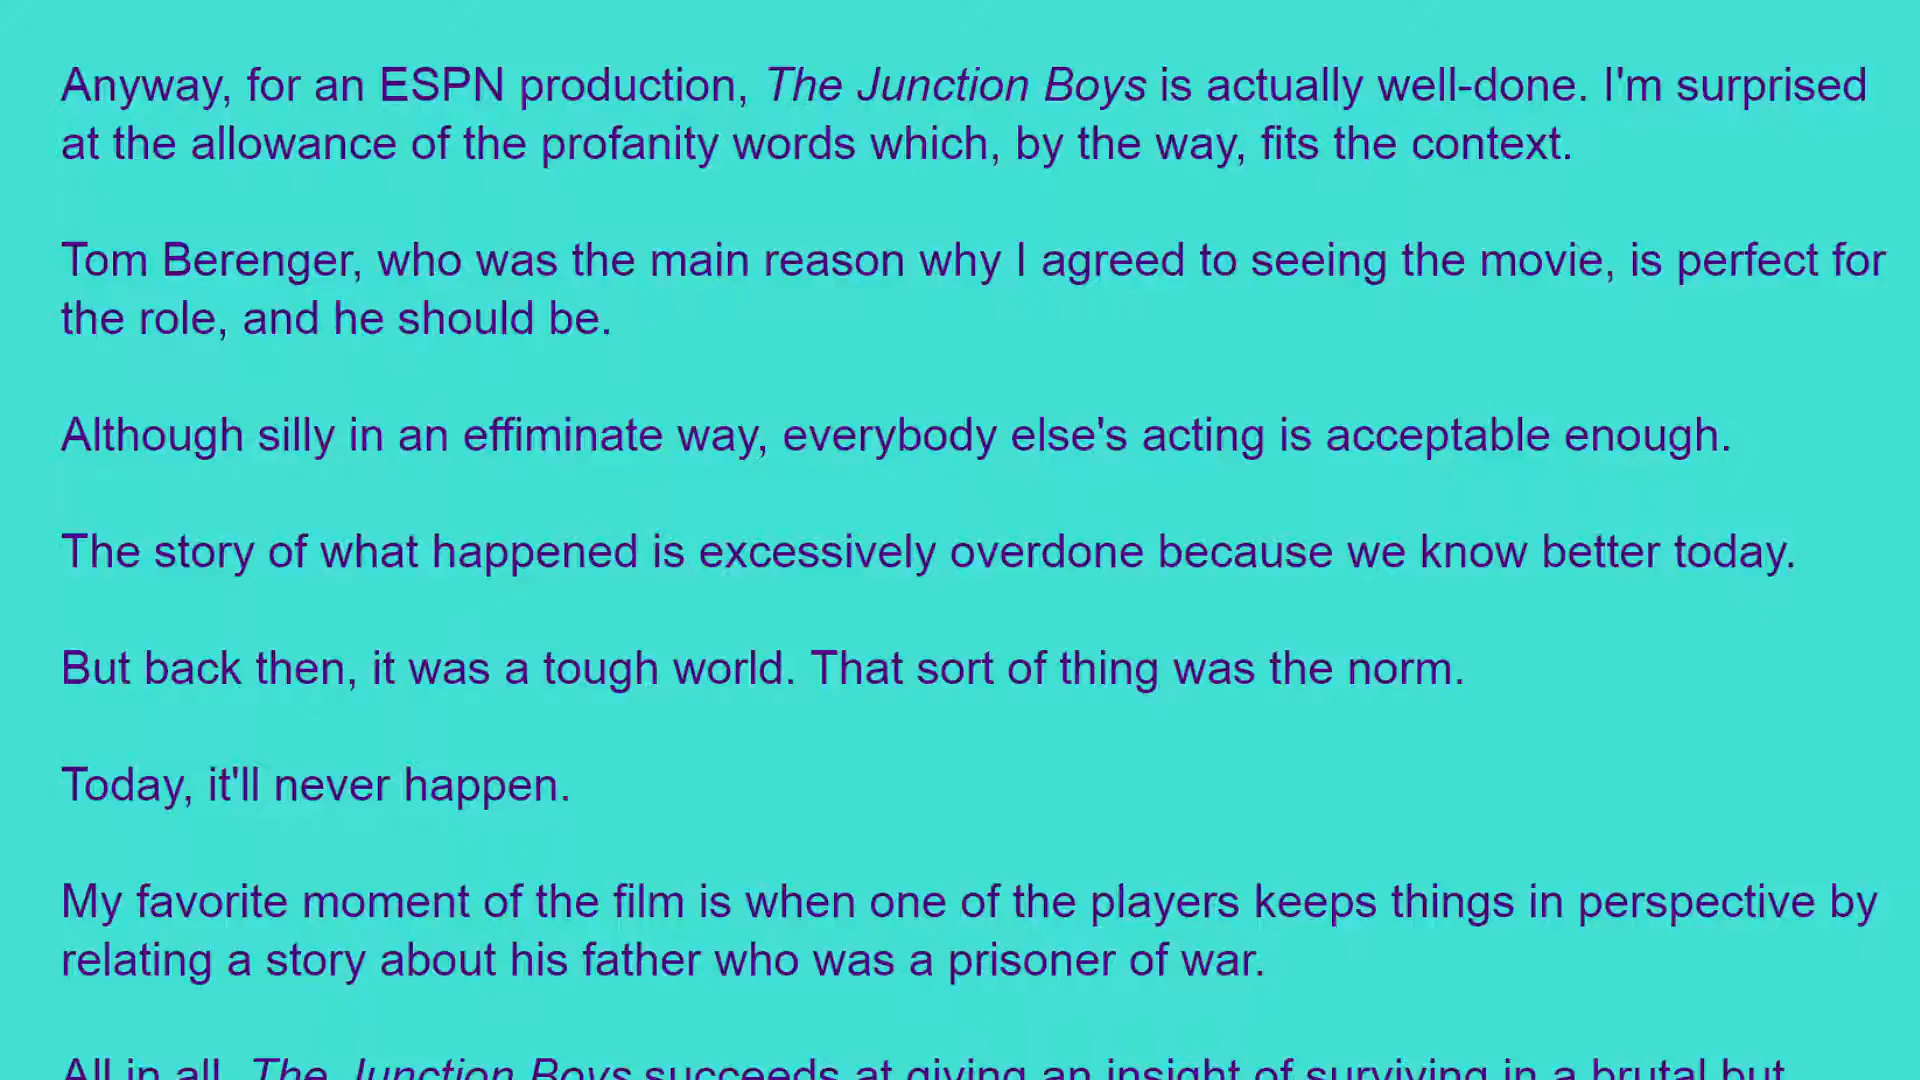 Anyway, for an ESPN production, The Junction Boys is actually well-done. I'm surprised
at the allowance of the profanity words which, by the way, fits the context.
Tom Berenger, who was the main reason why I agreed to seeing the movie, is perfect for
the role, and he should be.
Although silly in an effiminate way, everybody else's acting is acceptable enough.
The story of what happened is excessively overdone because we know better today.
But back then, it was a tough world. That sort of thing was the norm.
Today, it'll never happen.
My favorite moment of the film is when one of the players keeps things in perspective by
relating a story about his father who was a prisoner of war.
All in all, The Junction Boys succeeds at giving an insight of surviving in a brutal but